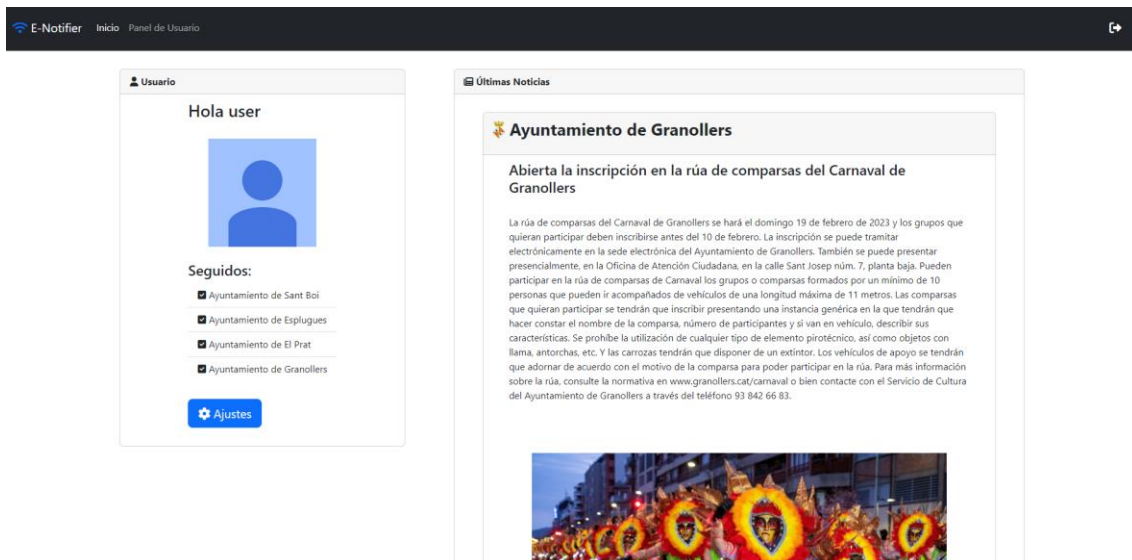 E-Notifier Inicio Panel de Usuario
Usuario
Hola user
Seguidos:
Ayuntamiento de Sant Boi
Ayuntamiento de Esplugues
Ayuntamiento de El Prat
Ayuntamiento de Granollers
Ajustes
Últimas Noticias
Ayuntamiento de Granollers
Abierta la inscripción en la rúa de comparsas del Carnaval de
Granollers
La rúa de comparsas del Carnaval de Granollers se hará el domingo 19 de febrero de 2023 y los grupos que
quieran participar deben inscribirse antes del 10 de febrero. La inscripción se puede tramitar
electrónicamente en la sede electrónica del Ayuntamiento de Granollers. También se puede presentar
presencialmente, en la Oficina de Atención Ciudadana, en la calle Sant Josep núm. 7, planta baja. Pueden
participar en la rúa de comparsas de Carnaval los grupos o comparsas formados por un mínimo de 10
personas que pueden ir acompañados de vehículos de una longitud máxima de 11 metros. Las comparsas
que quieran participar se tendrán que inscribir presentando una instancia genérica en la que tendrán que
hacer constar el nombre de la comparsa, número de participantes y si van en vehículo, describir sus
características. Se prohíbe la utilización de cualquier tipo de elemento pirotécnico, así como objetos con
llama, antorchas, etc. Y las carrozas tendrán que disponer de un extintor. Los vehículos de apoyo se tendrán
que adornar de acuerdo con el motivo de la comparsa para poder participar en la rúa. Para más información
sobre la rúa, consulte la normativa en www.granollers.cat/carnaval o bien contacte con el Servicio de Cultura
del Ayuntamiento de Granollers a través del teléfono 93 842 66 83.